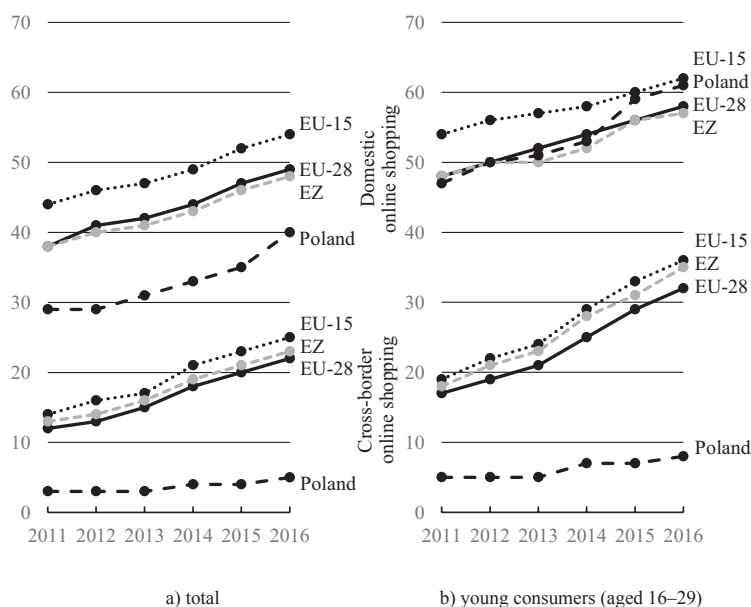 70
60
50
40
30
20
10
0
EU-15
EU-28
EZ
Poland
EU-15
EZ
EU-28
Poland
2011 2012 2013 2014 2015 2016
a) total
70
60
50
40
30
20
10
0
Domestic
online shopping
Cross-border
online shopping
EU-15
Poland
EU-28
EZ
EU-15
EZ
EU-28
Poland
2011 2012 2013 2014 2015 2016
b) young consumers (aged 16–29)